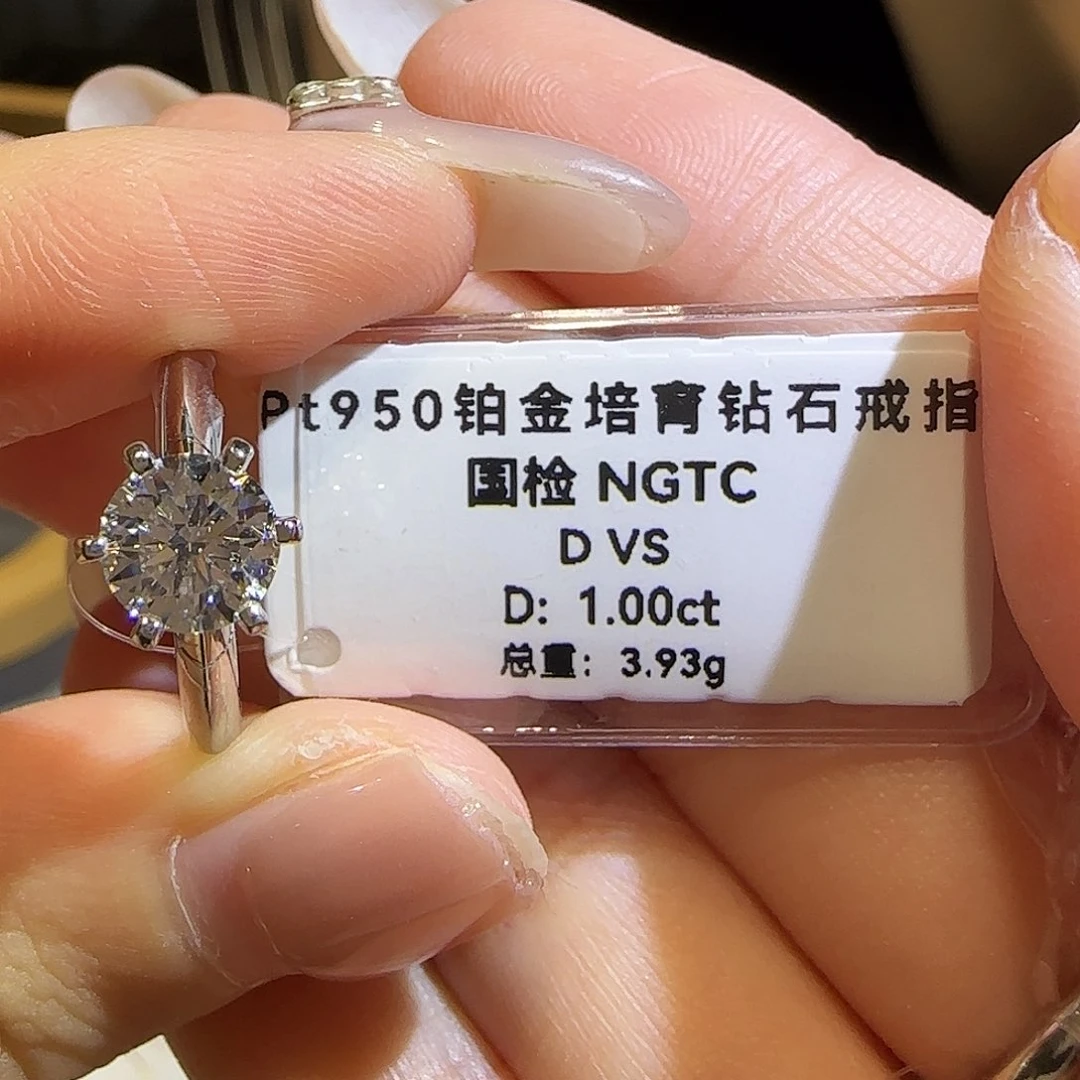 Pt950铂金培育钻石戒指
国检 NGTC
D VS
D: 1.00ct
总重: 3.93g